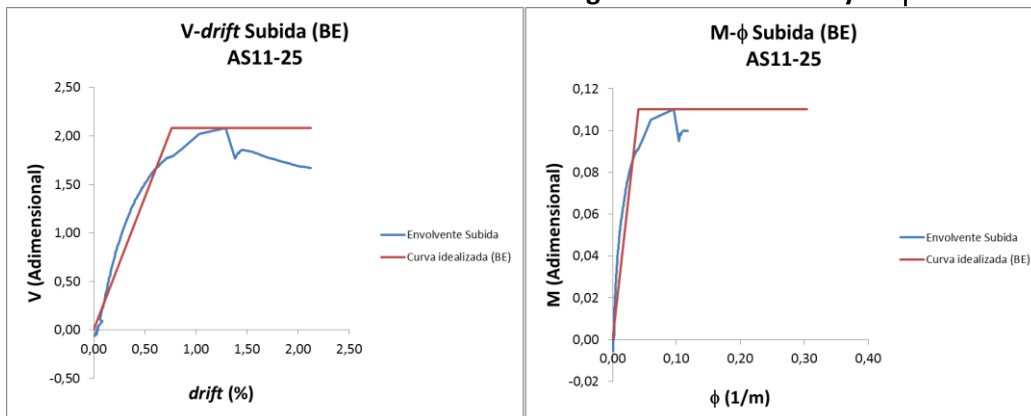 V-drift Subida (BE)
AS11-25
2,50
2,00
1,50
1,00
0,50
0,00
-0,50
0,00
0,50
1,00
1,50
2,00
2,50
V (Adimensional)
drift (%)
Envolvente Subida
Curva idealizada (BE)
M-ϕ Subida (BE)
AS11-25
0,12
0,10
0,08
0,06
0,04
0,02
0,00
-0,02
0,00
0,10
0,20
0,30
0,40
M (Adimensional)
ϕ (1/m)
Envolvente Subida
Curva idealizada (BE)